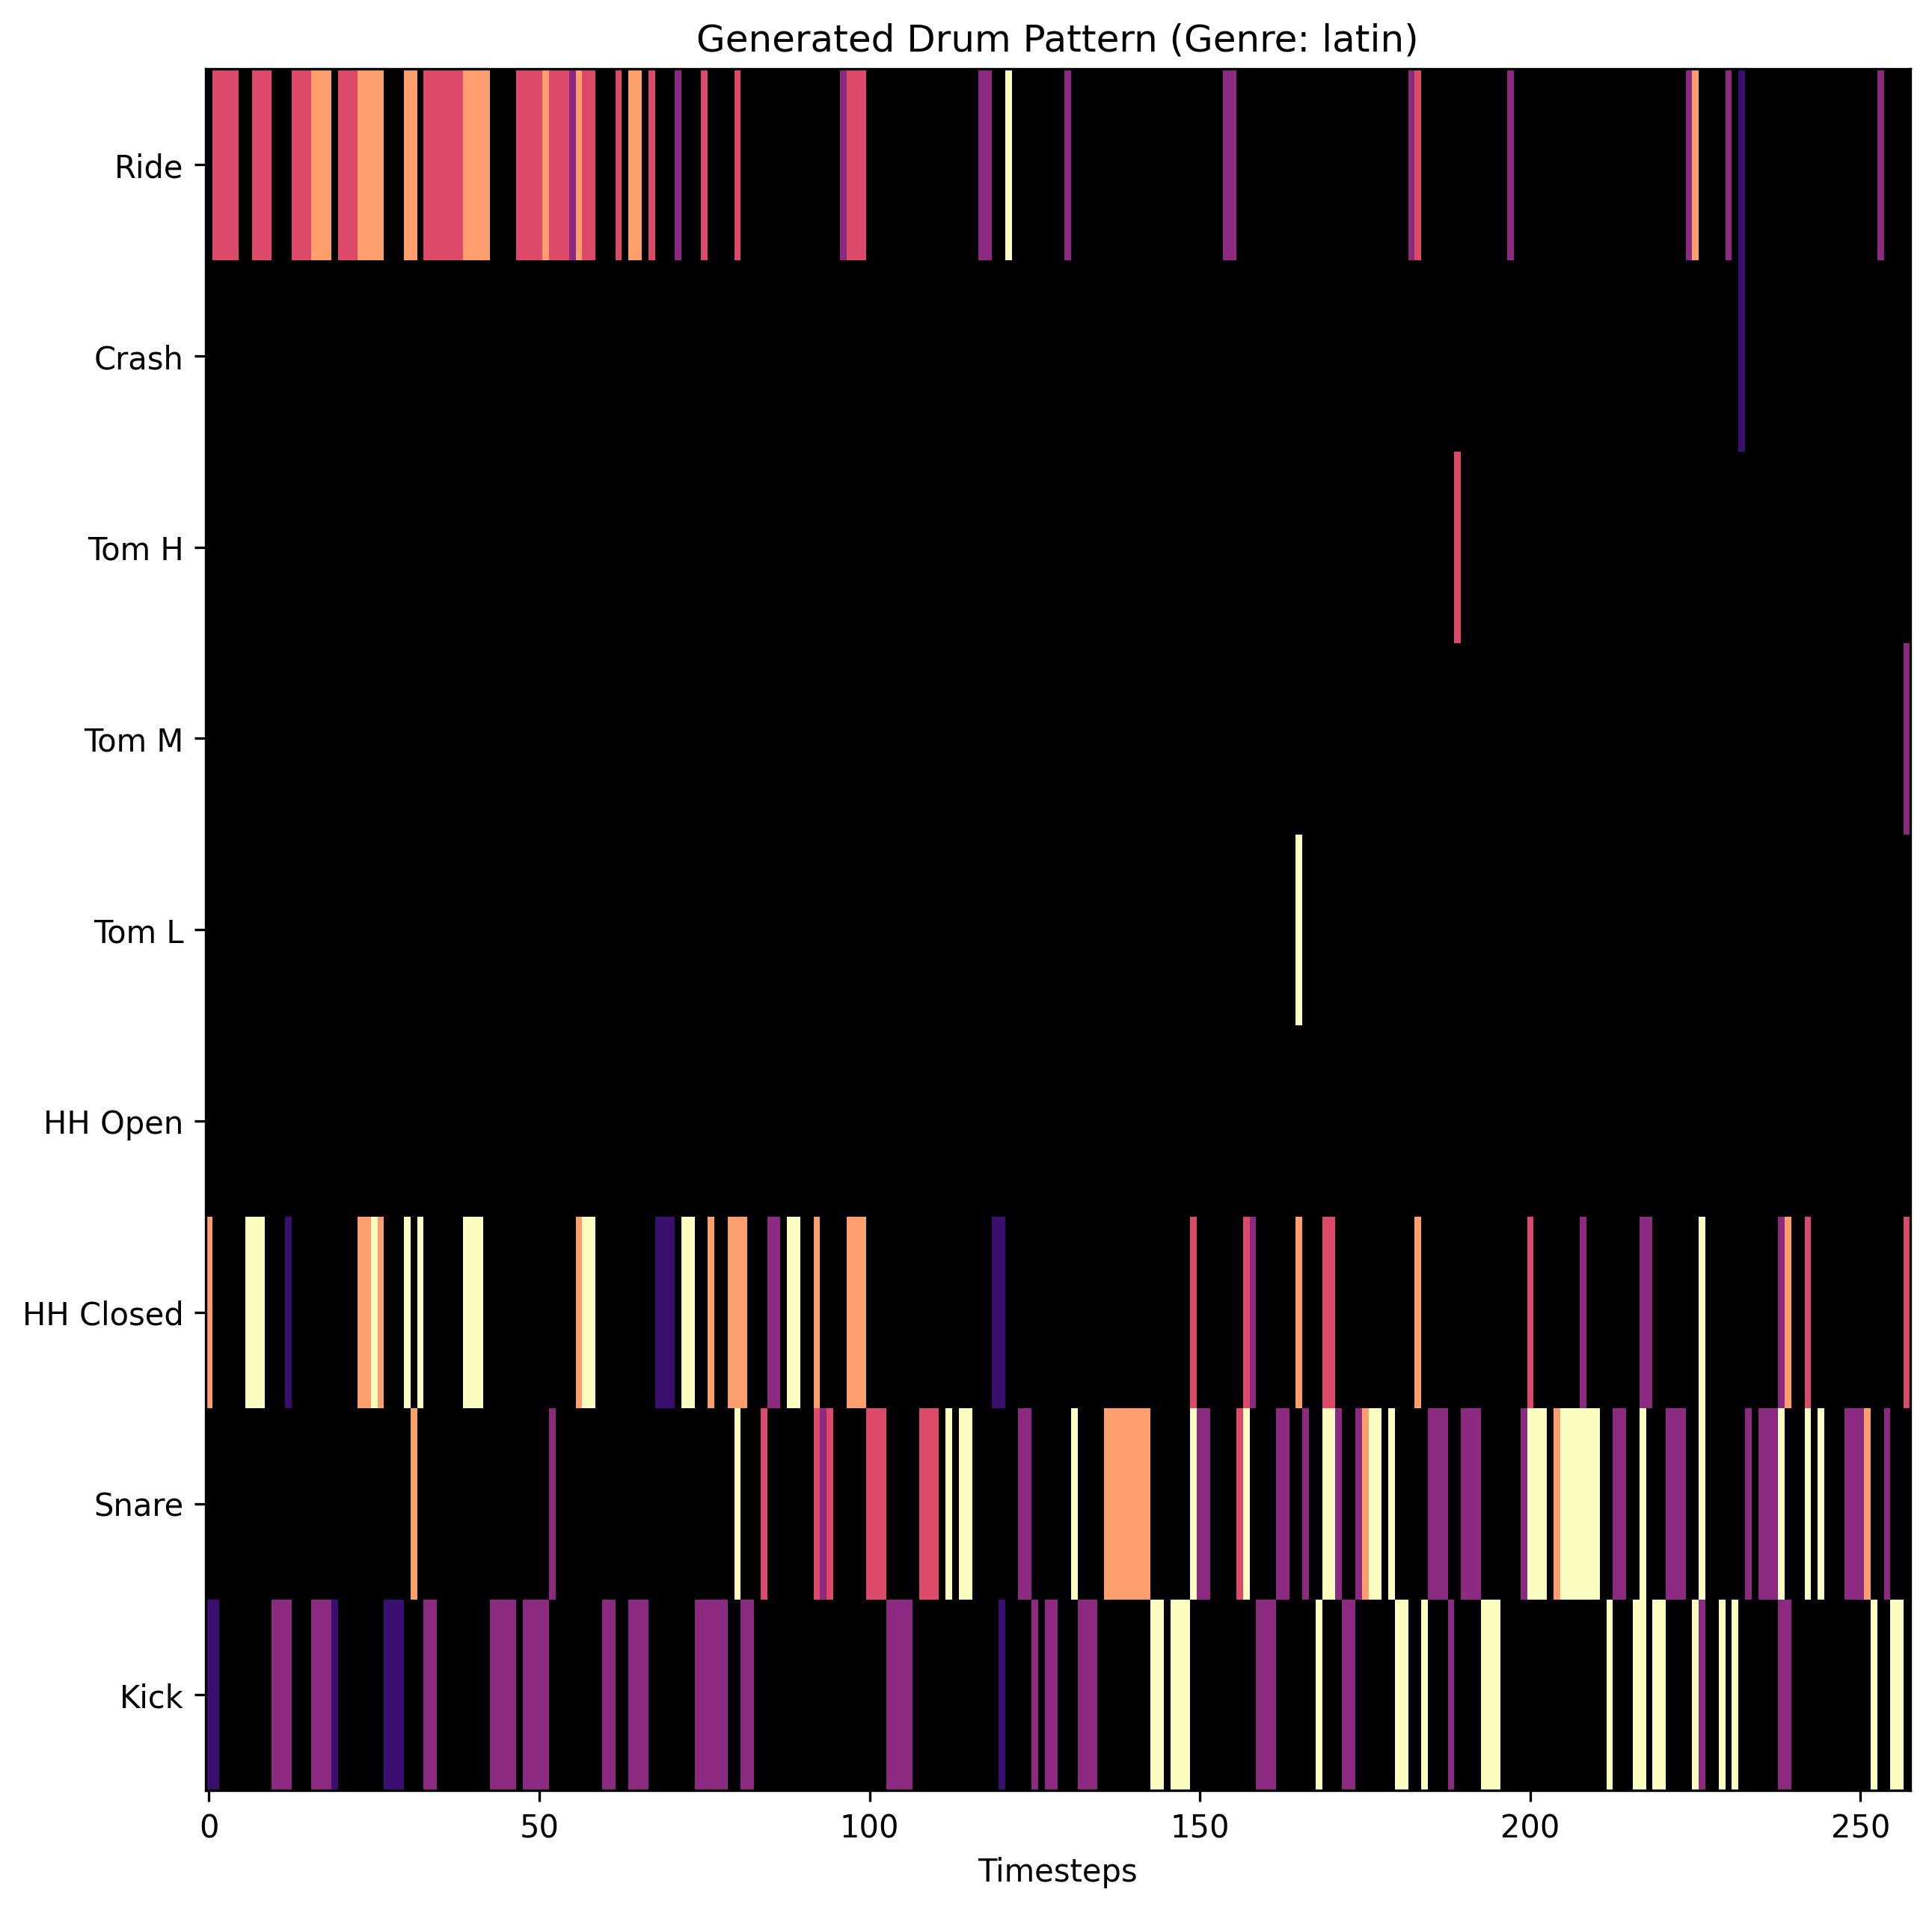 Generated Drum Pattern (Genre: latin)
Ride
Crash
Tom H
Tom M
Tom L
HH Open
HH Closed
Snare
Kick
0 50 100 150 200 250
Timesteps